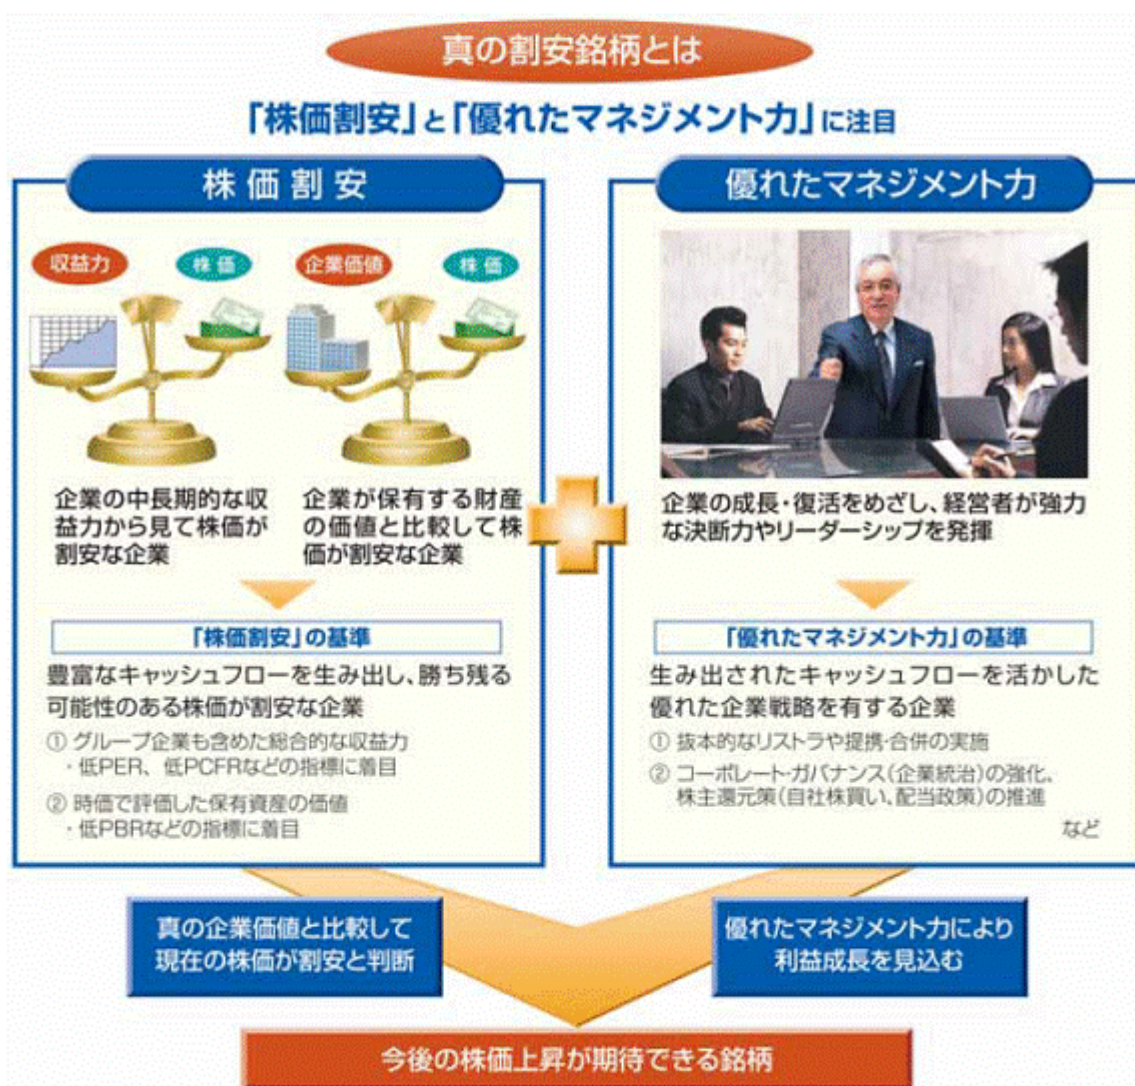 真の割安銘柄とは
「株価割安」と「優れたマネジメント力」に注目
株価割安
収益力
株価
企業価値
株価
企業の中長期的な収
益力から見て株価が
割安な企業
企業が保有する財産
の価値と比較して株
価が割安な企業
「株価割安」の基準
豊富なキャッシュフローを生み出し、勝ち残る
可能性のある株価が割安な企業
① グループ企業も含めた総合的な収益力
・低PER、低PCFRなどの指標に着目
② 時価で評価した保有資産の価値
・低PBRなどの指標に着目
優れたマネジメント力
企業の成長・復活をめざし、経営者が強力
な決断力やリーダーシップを発揮
「優れたマネジメント力」の基準
生み出されたキャッシュフローを活かした
優れた企業戦略を有する企業
① 抜本的なリストラや提携・合併の実施
② コーポレート・ガバナンス(企業統治)の強化、
株主還元策(自社株買い、配当政策)の推進
など
真の企業価値と比較して
現在の株価が割安と判断
優れたマネジメント力により
利益成長を見込む
今後の株価上昇が期待できる銘柄